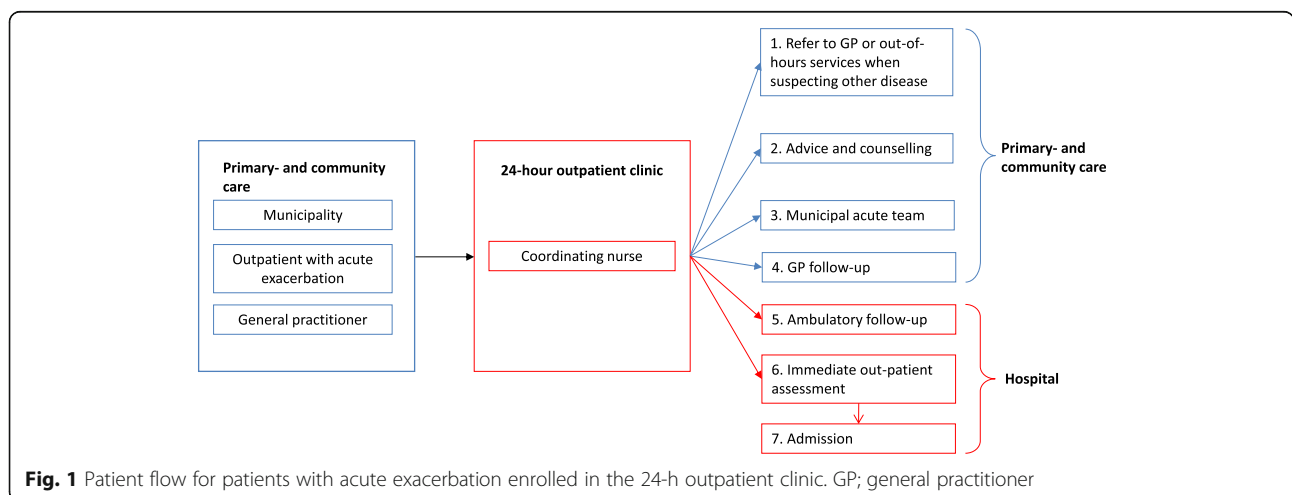 Primary- and community
care
Municipality
Outpatient with acute
exacerbation
General practitioner
24-hour outpatient clinic
Coordinating nurse
1. Refer to GP or out-of-
hours services when
suspecting other disease
2. Advice and counselling
3. Municipal acute team
4. GP follow-up
Primary- and
community care
5. Ambulatory follow-up
6. Immediate out-patient
assessment
7. Admission
Hospital
Fig. 1 Patient flow for patients with acute exacerbation enrolled in the 24-h outpatient clinic. GP; general practitioner